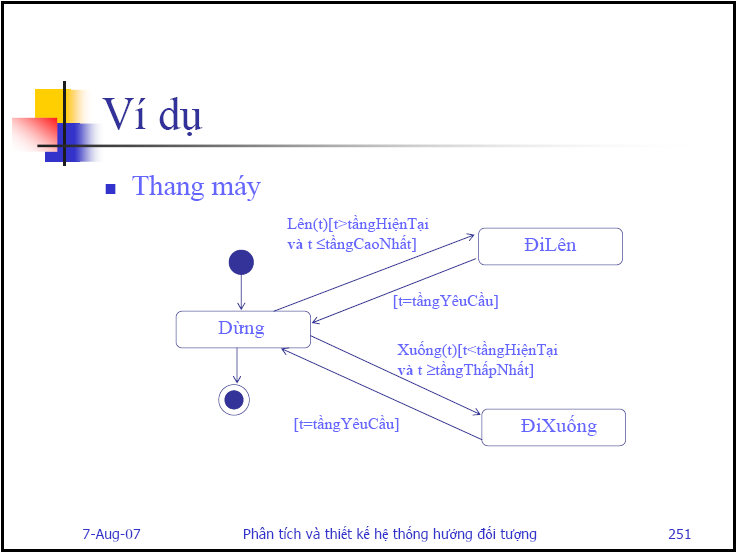 Ví dụ
Thang máy
Lên(t)[t>tầngHiệnTại
và t ≤tầngCaoNhất]
ĐiLên
[t=tầngYêuCầu]
Dừng
Xuống(t)[t<tầngHiệnTại
và t ≥tầngThấpNhất]
[t=tầngYêuCầu]
ĐiXuống
7-Aug-07
Phân tích và thiết kế hệ thống hướng đối tượng
251